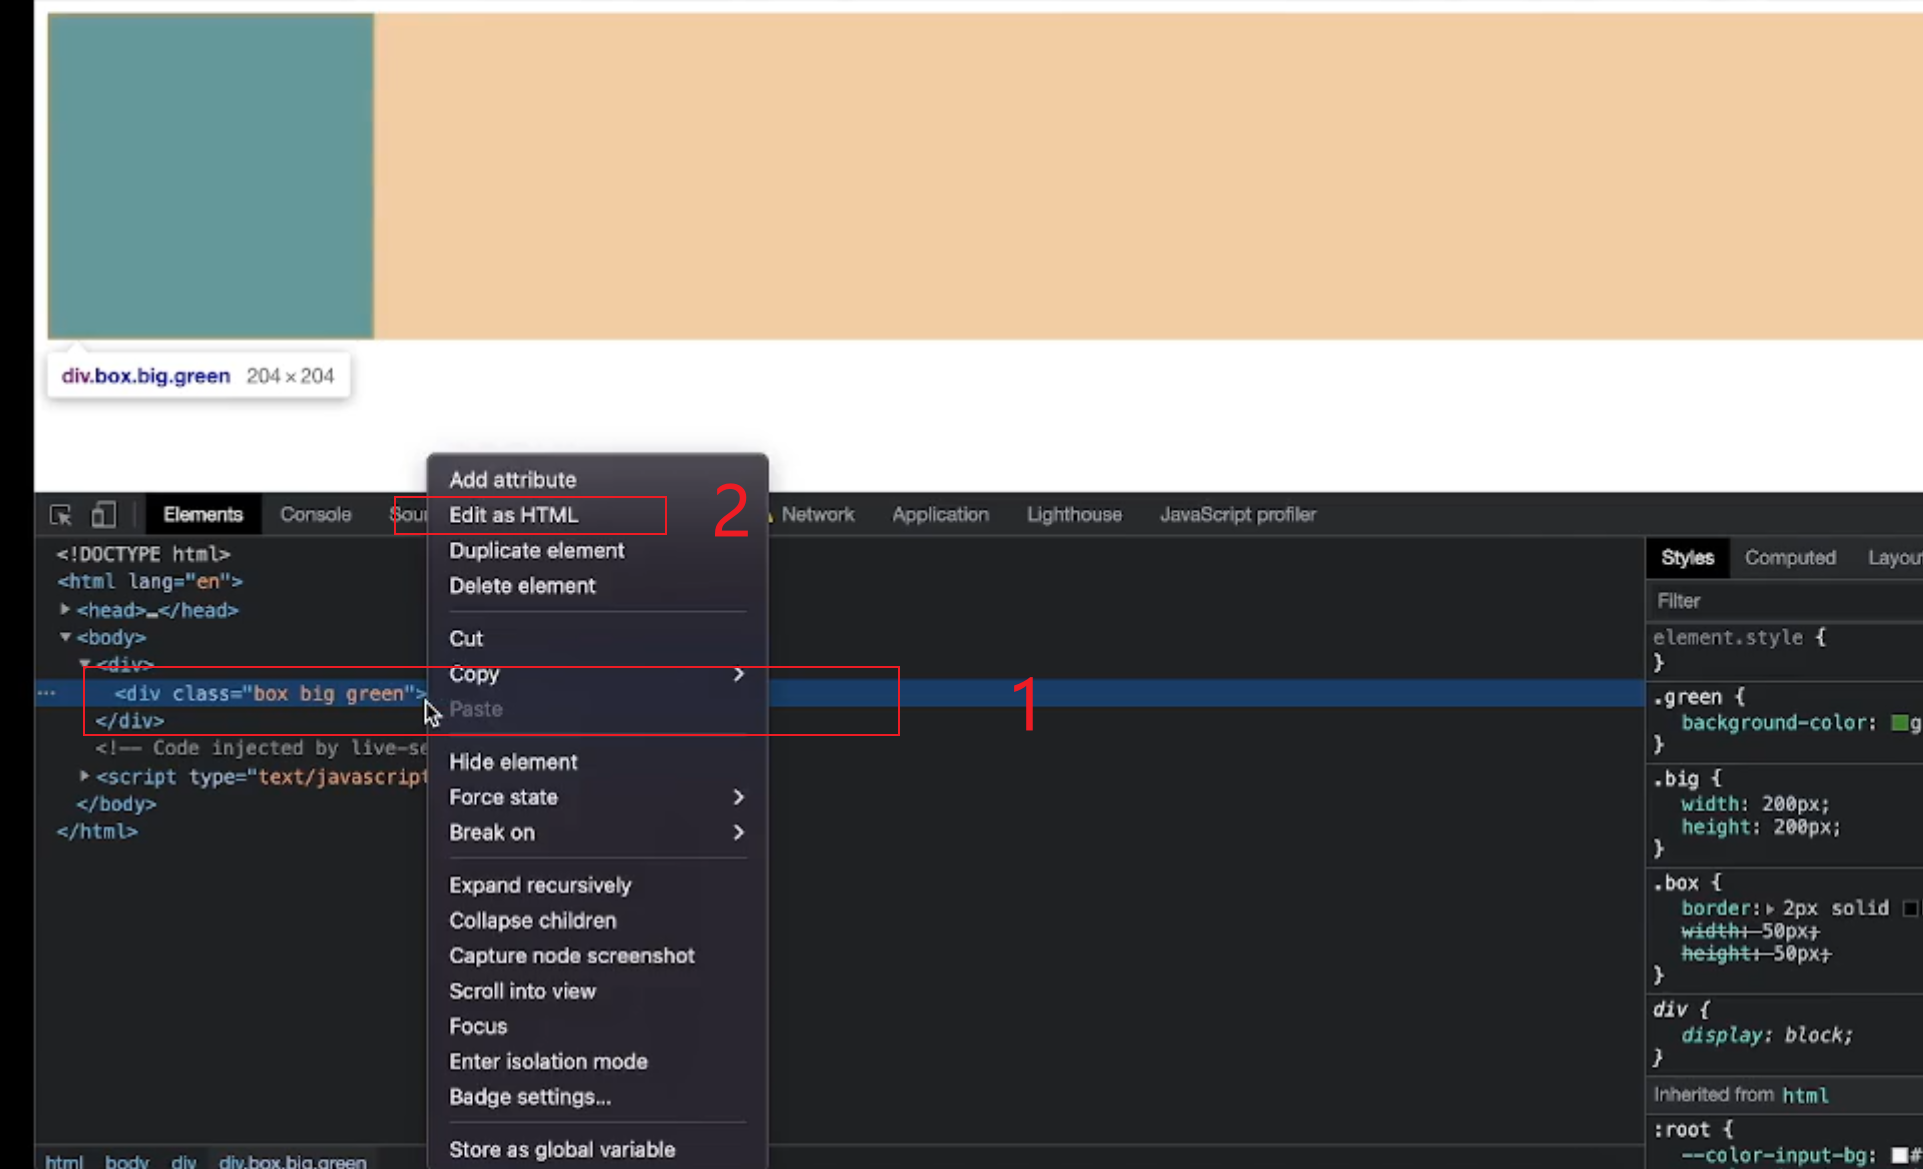 div.box.big.green 204 × 204
Add attribute
Edit as HTML
2
Duplicate element
Delete element
Cut
Copy
Paste
Hide element
Force state
Break on
Expand recursively
Collapse children
Capture node screenshot
Scroll into view
Focus
Enter isolation mode
Badge settings...
Store as global variable
Elements Console Sour Network Application Lighthouse JavaScript profiler
<!DOCTYPE html>
<html lang="en">
<head>…</head>
<body>
<div>
<div class="box big green">
1
</div>
<!-- Code injected by live-se
<script type="text/javascript
</body>
</html>
html body div div.box.big.green
Styles Computed Layou
Filter
element.style {
}
.green {
background-color: g
}
.big {
width: 200px;
height: 200px;
}
.box {
border: 2px solid
width: 50px;
height: 50px;
}
div {
display: block;
}
Inherited from html
:root {
--color-input-bg: #